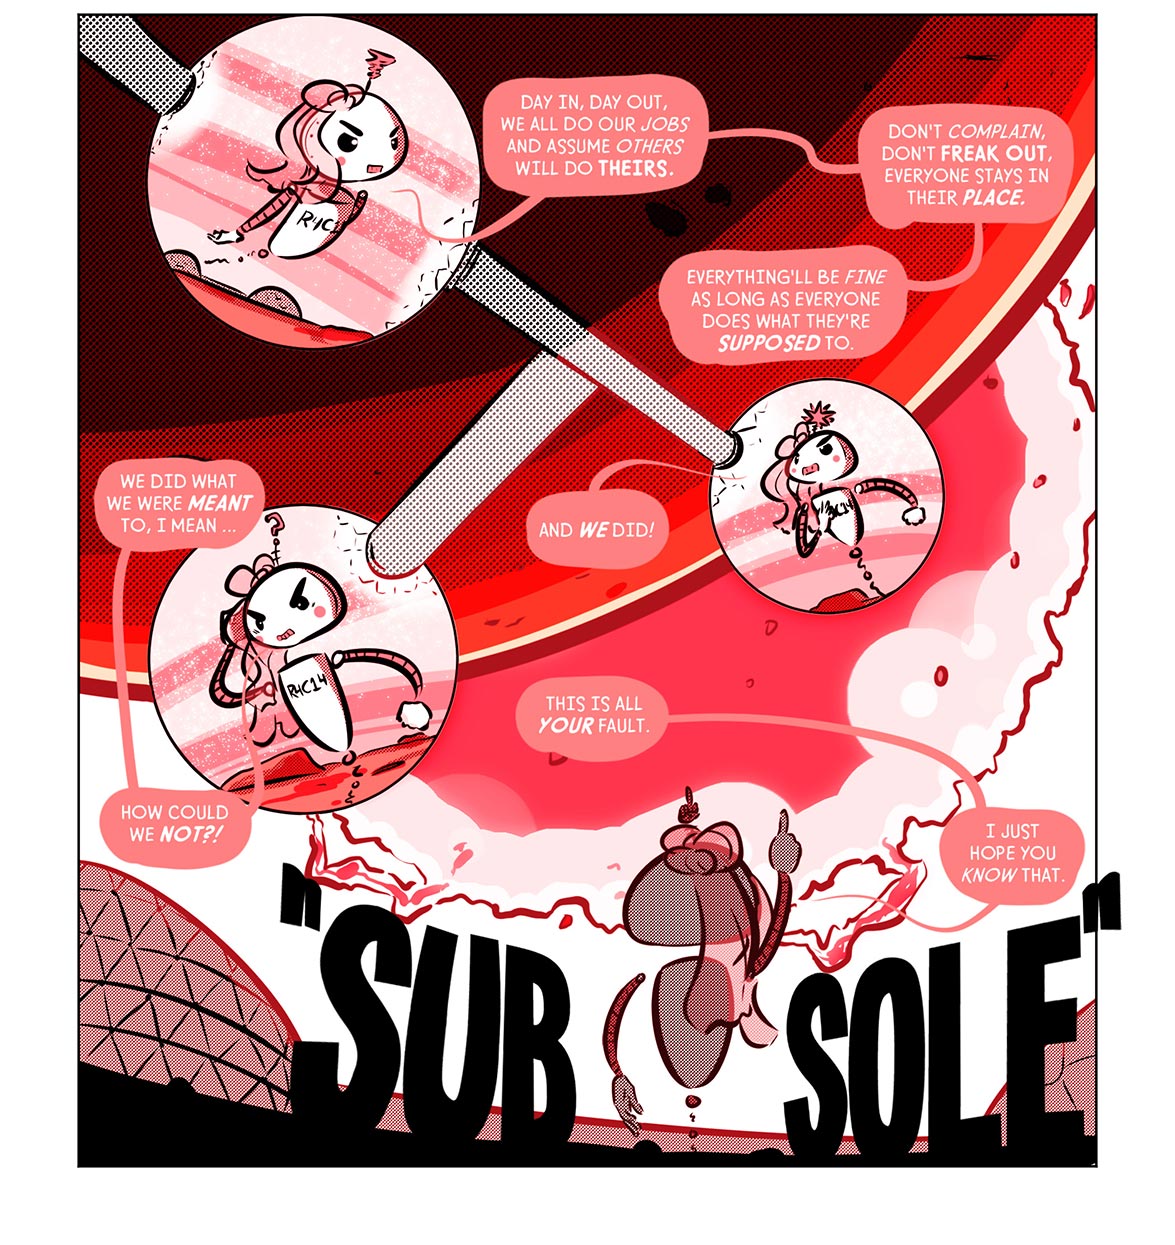 DAY IN, DAY OUT,
WE ALL DO OUR JOBS
AND ASSUME OTHERS
WILL DO THEIRS.
DON'T COMPLAIN,
DON'T FREAK OUT,
EVERYONE STAYS IN
THEIR PLACE.
EVERYTHING'LL BE FINE
AS LONG AS EVERYONE
DOES WHAT THEY'RE
SUPPOSED TO.
AND WE DID!
WE DID WHAT
WE WERE MEANT
TO, I MEAN ...
R4C14
HOW COULD
WE NOT?!
THIS IS ALL
YOUR FAULT.
I JUST
HOPE YOU
KNOW THAT.
"SUB SOLE"